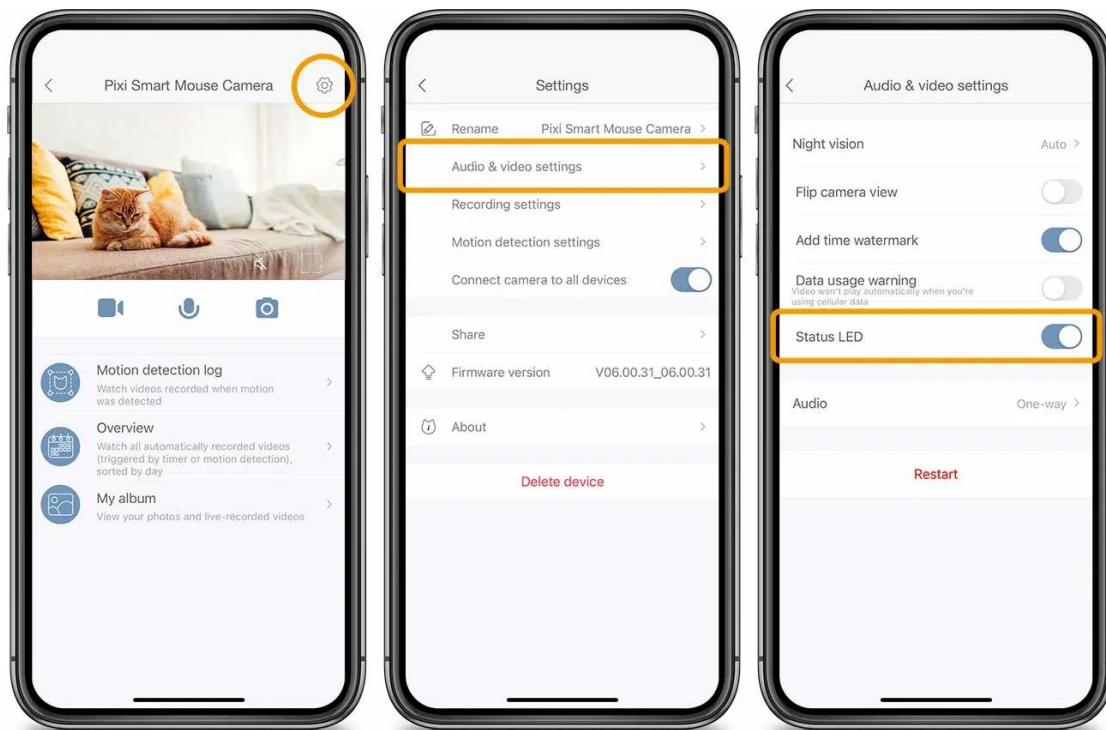 Pixi Smart Mouse Camera
Motion detection log
Watch videos recorded when motion
was detected
Overview
Watch all automatically recorded videos
(triggered by timer or motion detection),
sorted by day
My album
View your photos and live-recorded videos
Settings
Rename Pixi Smart Mouse Camera
Audio & video settings
Recording settings
Motion detection settings
Connect camera to all devices
Share
Firmware version V06.00.31_06.00.31
About
Delete device
Audio & video settings
Night vision Auto
Flip camera view
Add time watermark
Data usage warning
Video won't play automatically when you're
using cellular data
Status LED
Audio One-way
Restart